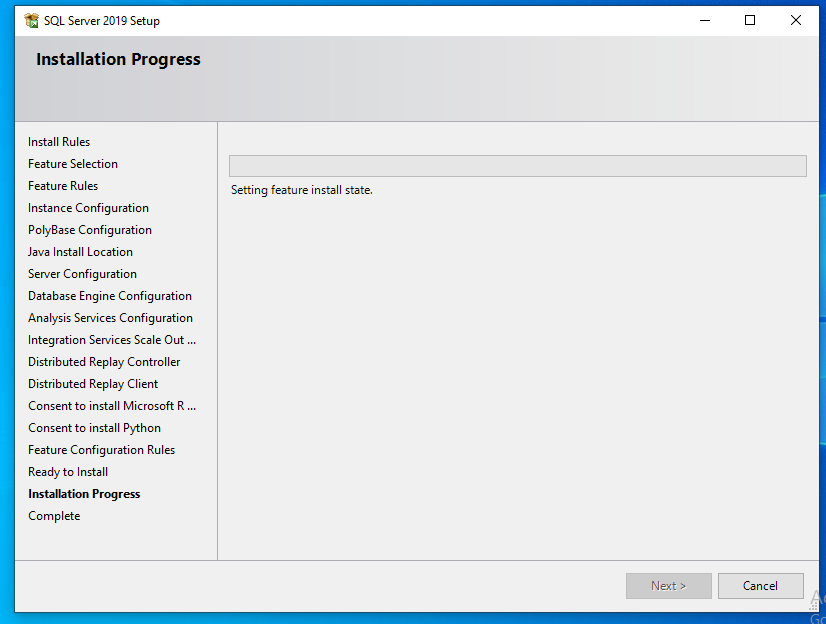 SQL Server 2019 Setup
Installation Progress
Install Rules
Feature Selection
Feature Rules
Instance Configuration
PolyBase Configuration
Java Install Location
Server Configuration
Database Engine Configuration
Analysis Services Configuration
Integration Services Scale Out ...
Distributed Replay Controller
Distributed Replay Client
Consent to install Microsoft R ...
Consent to install Python
Feature Configuration Rules
Ready to Install
Installation Progress
Complete
Setting feature install state.
Next >
Cancel